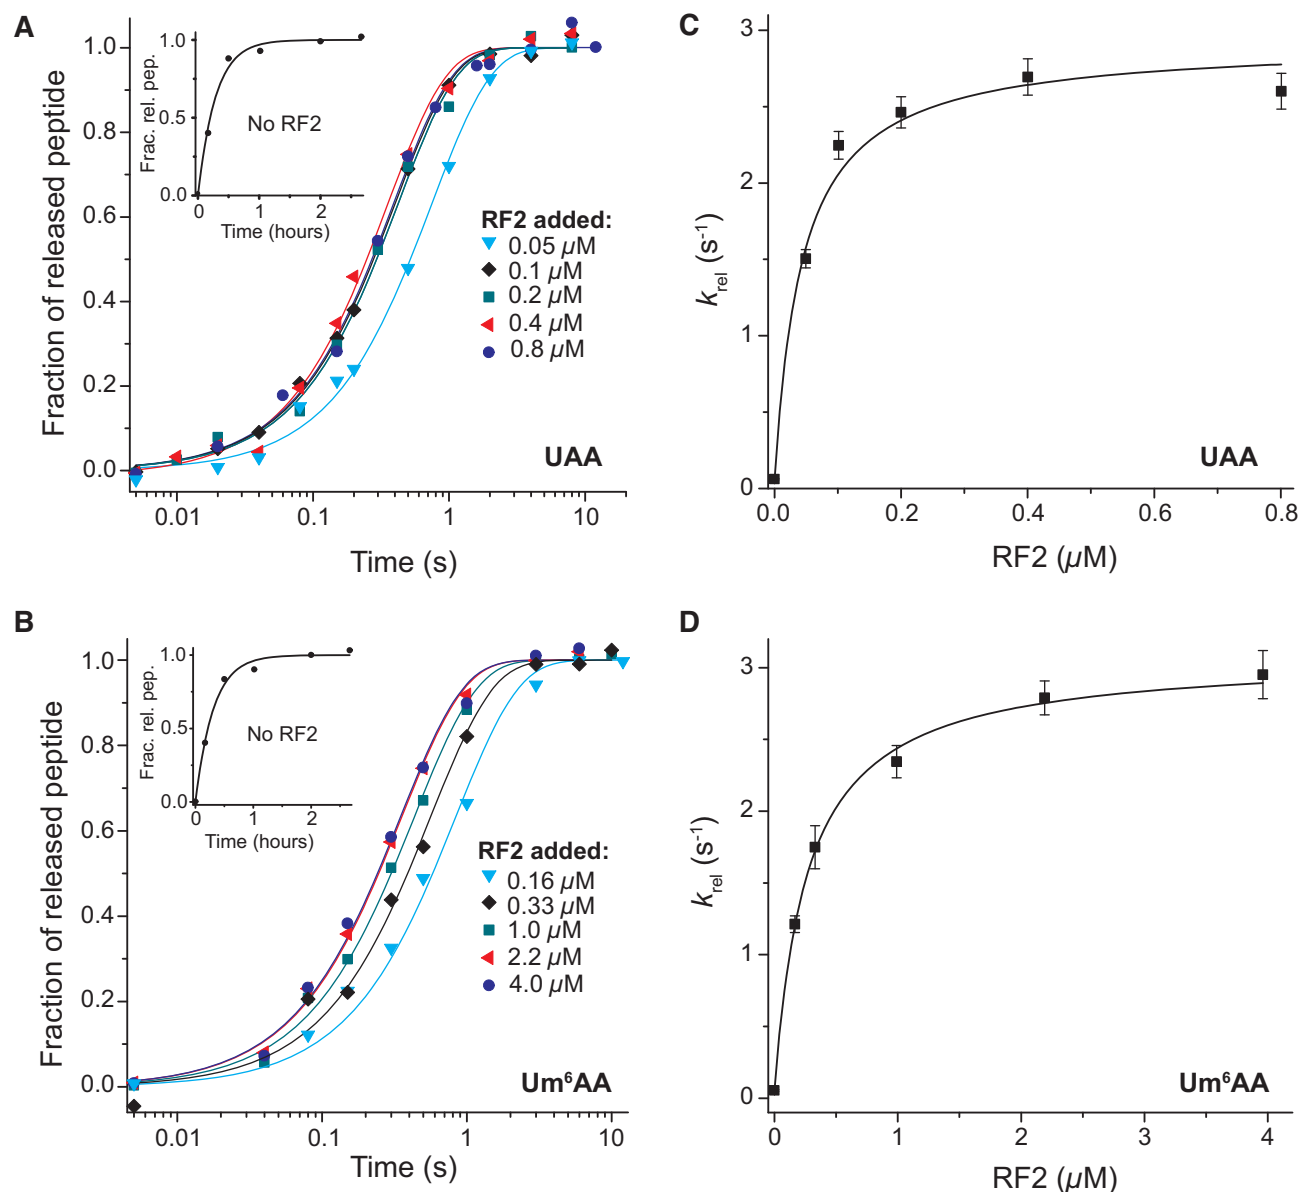 A
Fraction of released peptide
1.0
0.8
0.6
0.4
0.2
0.0
0.01
0.1
1
10
Time (s)
Frac. rel. pep.
1.0
0.5
0.0
0
1
2
Time (hours)
No RF2
RF2 added:
0.05 µM
0.1 µM
0.2 µM
0.4 µM
0.8 µM
UAA
C
k_rel (s⁻¹)
3
2
1
0
0.0
0.2
0.4
0.6
0.8
RF2 (µM)
UAA
B
Fraction of released peptide
1.0
0.8
0.6
0.4
0.2
0.0
0.01
0.1
1
10
Time (s)
Frac. rel. pep.
1.0
0.5
0.0
0
1
2
Time (hours)
No RF2
RF2 added:
0.16 µM
0.33 µM
1.0 µM
2.2 µM
4.0 µM
Um⁶AA
D
k_rel (s⁻¹)
3
2
1
0
0
1
2
3
4
RF2 (µM)
Um⁶AA